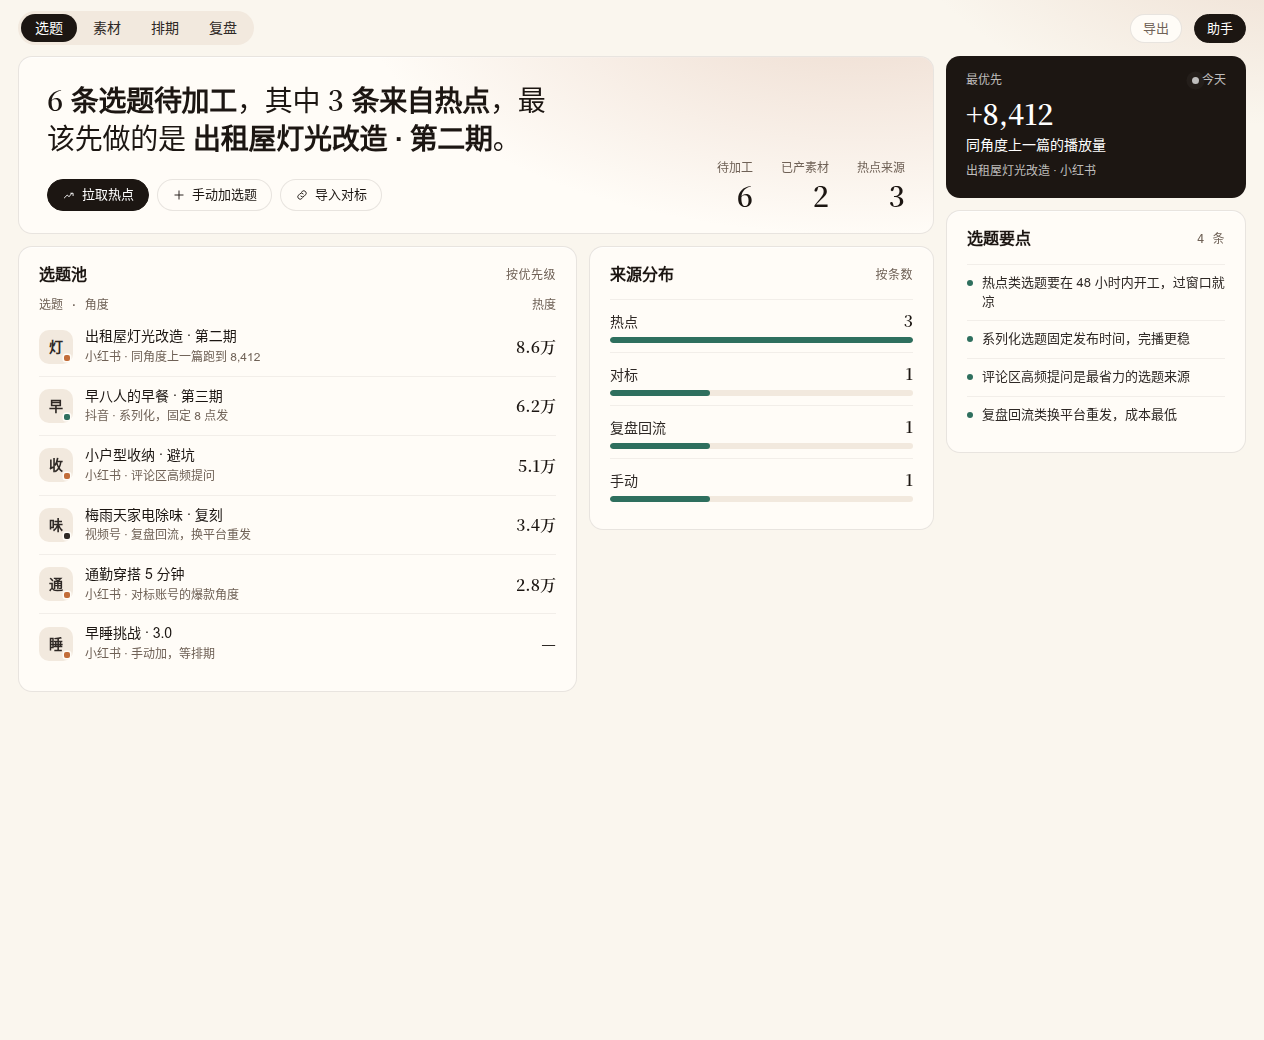 选题
素材
排期
复盘
导出
助手
6 条选题待加工，其中 3 条来自热点，最
该先做的是 出租屋灯光改造 · 第二期。
拉取热点
手动加选题
导入对标
待加工
6
已产素材
2
热点来源
3
最优先
今天
+8,412
同角度上一篇的播放量
出租屋灯光改造 · 小红书
选题池
按优先级
选题 · 角度
热度
灯
出租屋灯光改造 · 第二期
小红书 · 同角度上一篇跑到 8,412
8.6万
早
早八人的早餐 · 第三期
抖音 · 系列化，固定 8 点发
6.2万
收
小户型收纳 · 避坑
小红书 · 评论区高频提问
5.1万
味
梅雨天家电除味 · 复刻
视频号 · 复盘回流，换平台重发
3.4万
通
通勤穿搭 5 分钟
小红书 · 对标账号的爆款角度
2.8万
睡
早睡挑战 · 3.0
小红书 · 手动加，等排期
—
来源分布
按条数
热点
3
对标
1
复盘回流
1
手动
1
选题要点
4 条
热点类选题要在 48 小时内开工，过窗口就
凉
系列化选题固定发布时间，完播更稳
评论区高频提问是最省力的选题来源
复盘回流类换平台重发，成本最低